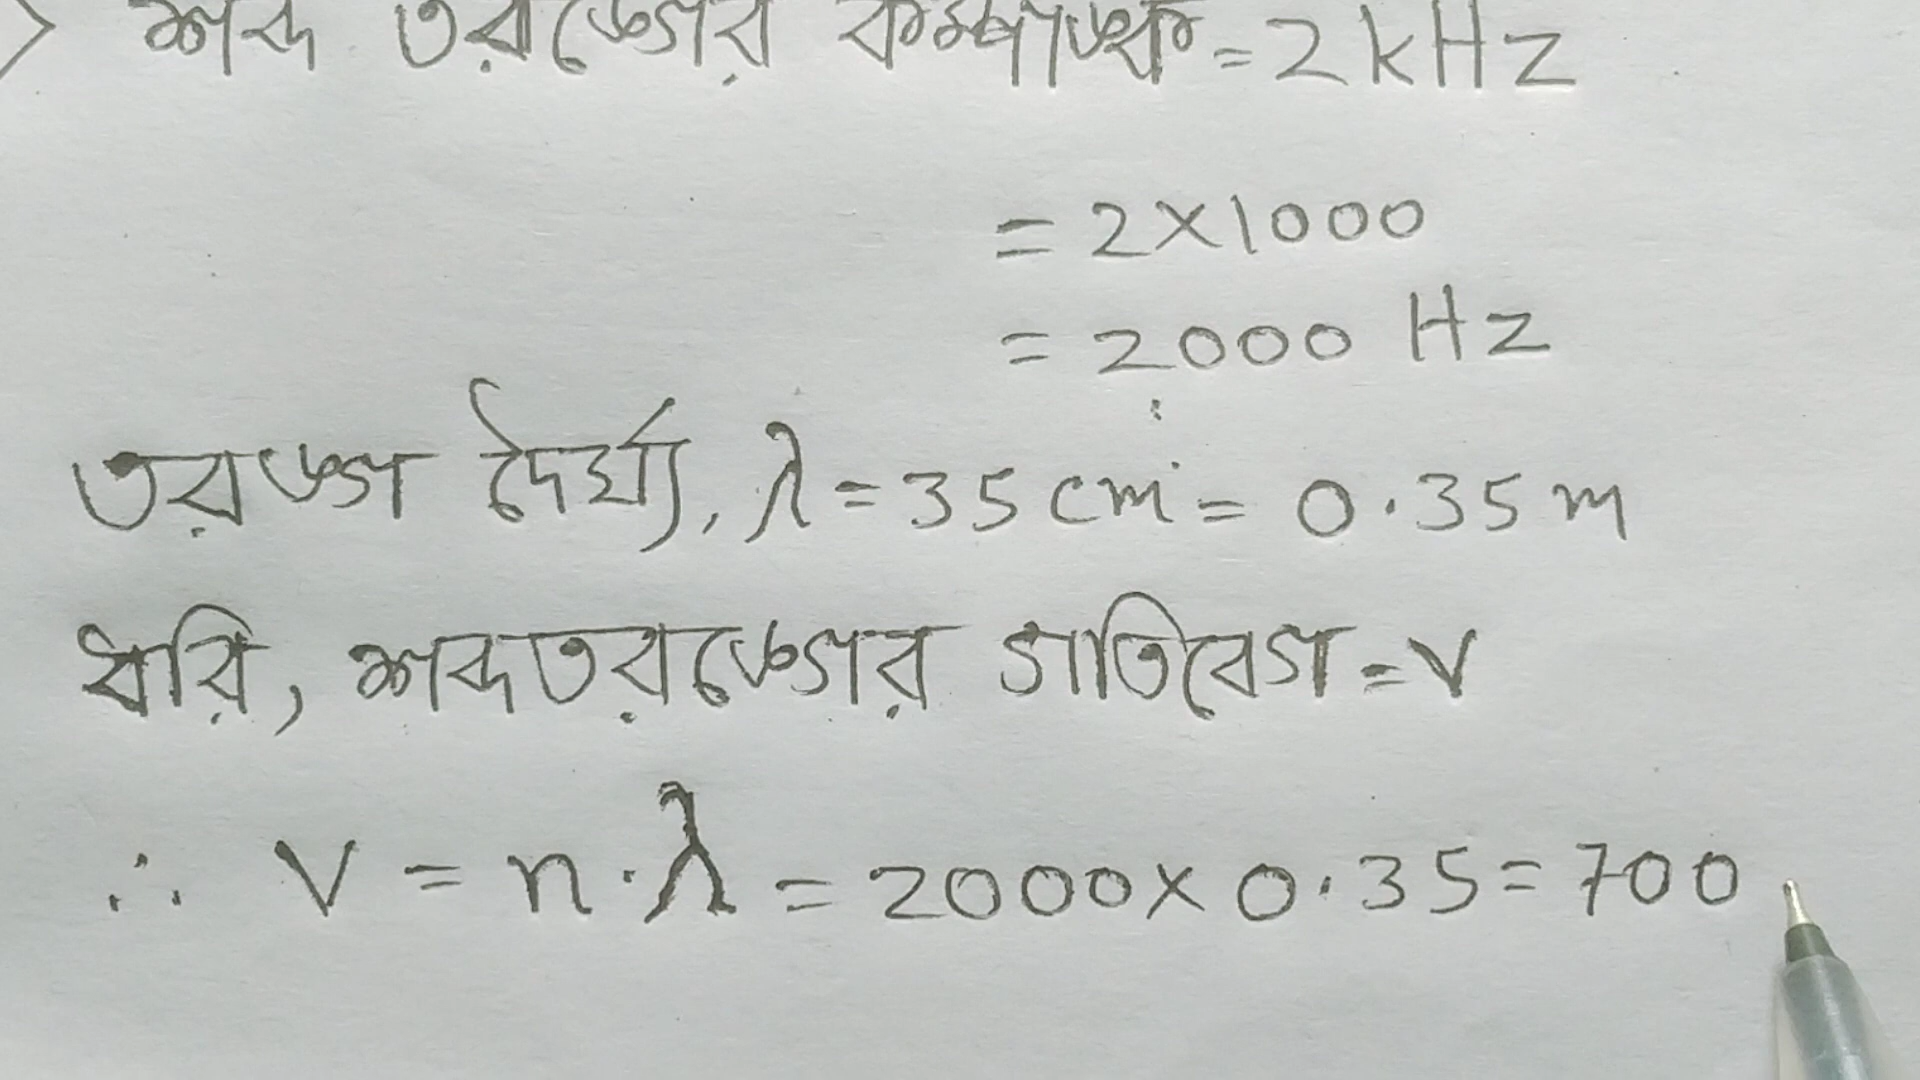 শব্দ তরঙ্গের কম্পাঙ্ক = 2 kHz
= 2×1000
= 2000 Hz
তরঙ্গ দৈর্ঘ্য, λ = 35 cm = 0.35 m
ধরি, শব্দতরঙ্গের গতিবেগ = v
∴ v = n·λ = 2000 × 0.35 = 700